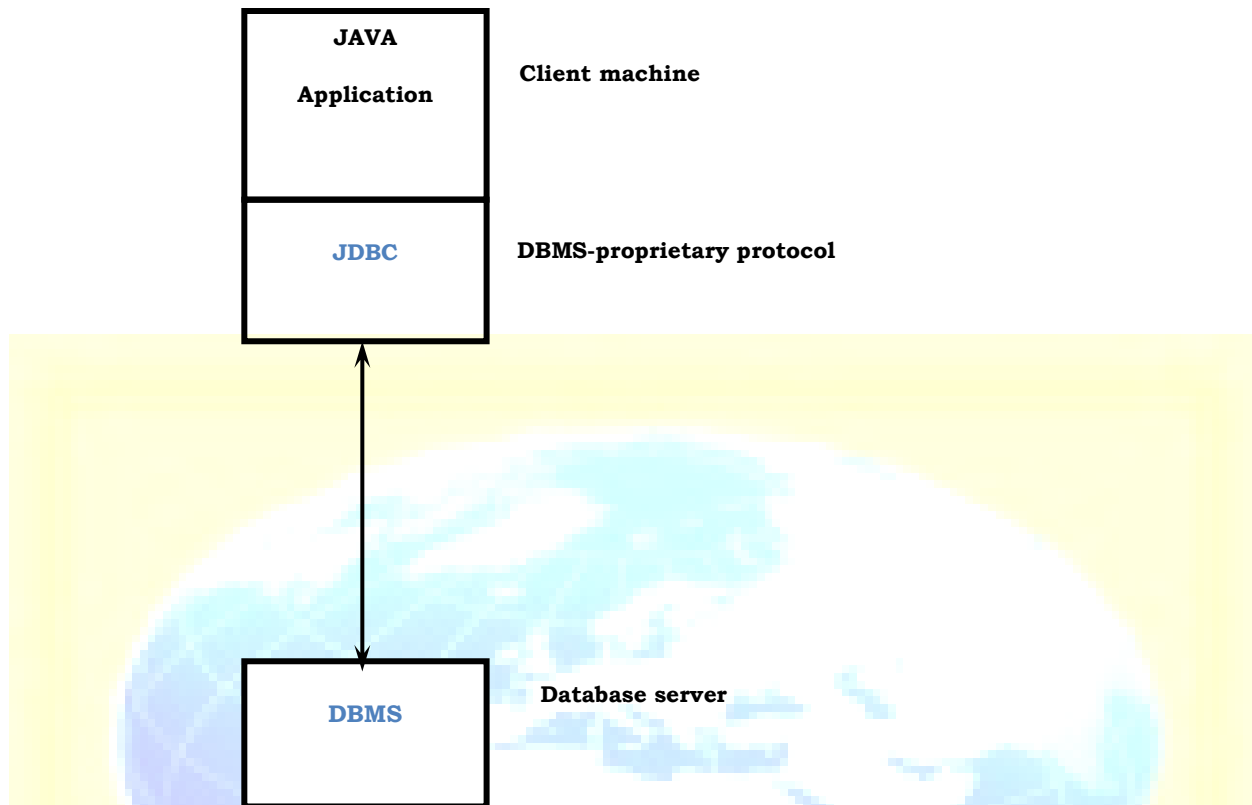 JAVA
Application
Client machine
JDBC
DBMS-proprietary protocol
DBMS
Database server